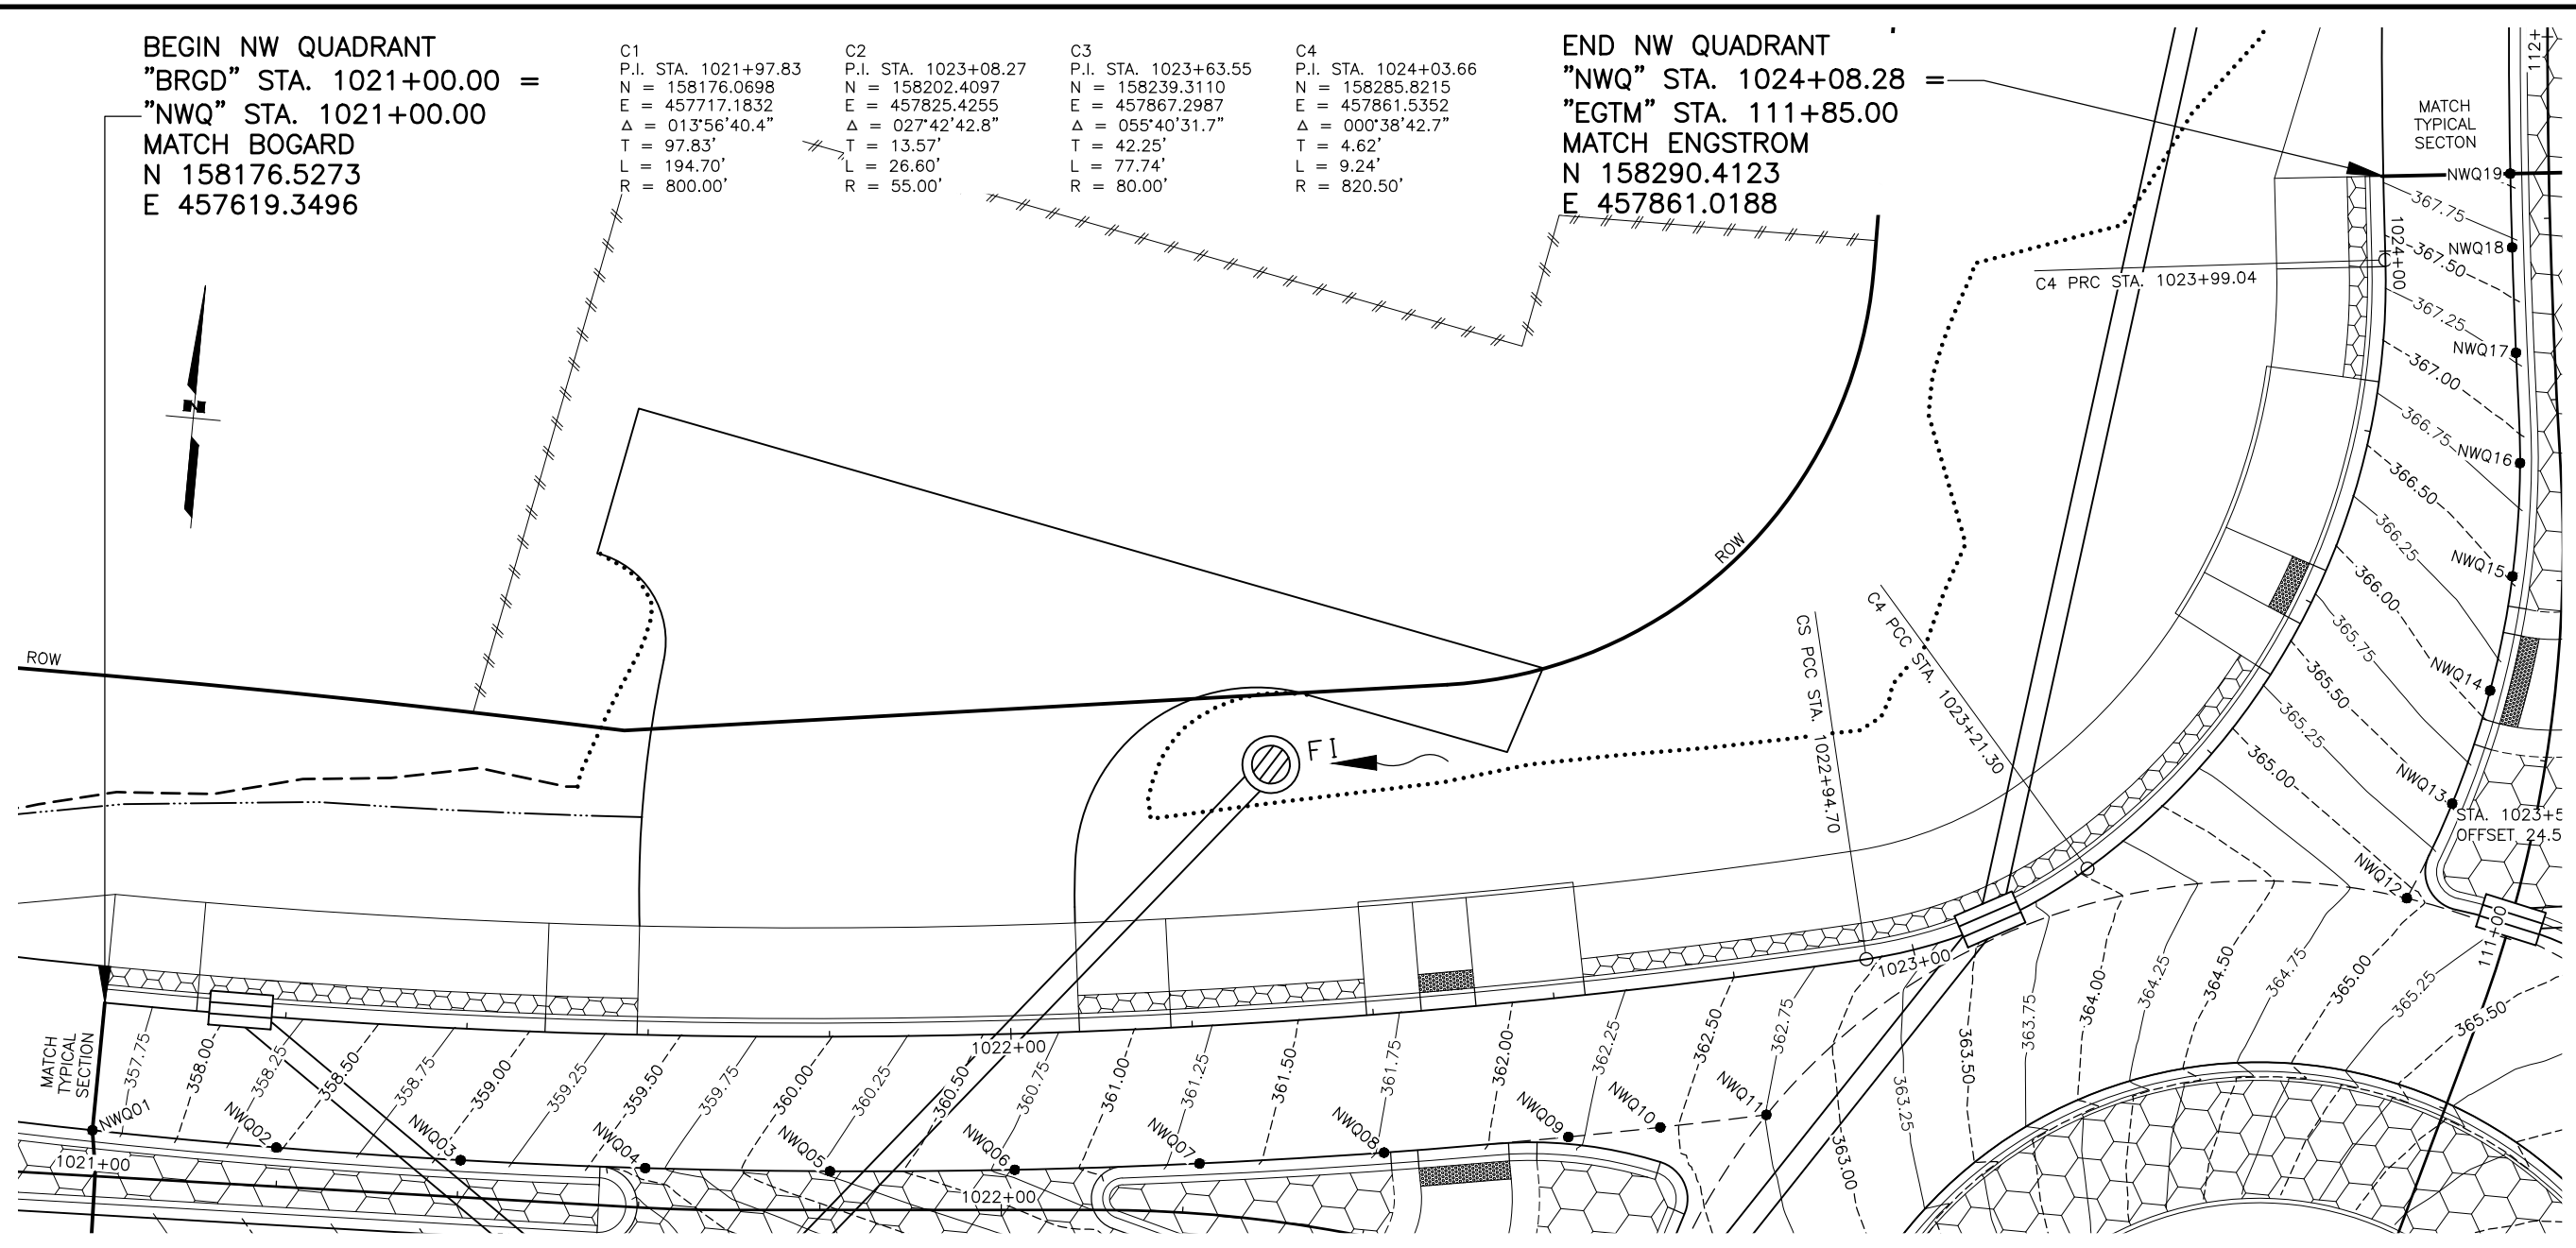 BEGIN NW QUADRANT
"BRGD" STA. 1021+00.00 =
"NWQ" STA. 1021+00.00
MATCH BOGARD
N 158176.5273
E 457619.3496
C1
P.I. STA. 1021+97.83
N = 158176.0698
E = 457717.1832
Δ = 013°56'40.4"
T = 97.83'
L = 194.70'
R = 800.00'
C2
P.I. STA. 1023+08.27
N = 158202.4097
E = 457825.4255
Δ = 027°42'42.8"
T = 13.57'
L = 26.60'
R = 55.00'
C3
P.I. STA. 1023+63.55
N = 158239.3110
E = 457867.2987
Δ = 055°40'31.7"
T = 42.25'
L = 77.74'
R = 80.00'
C4
P.I. STA. 1024+03.66
N = 158285.8215
E = 457861.5352
Δ = 000°38'42.7"
T = 4.62'
L = 9.24'
R = 820.50'
END NW QUADRANT
"NWQ" STA. 1024+08.28 =
"EGTM" STA. 111+85.00
MATCH ENGSTROM
N 158290.4123
E 457861.0188
112+
MATCH
TYPICAL
SECTON
NWQ19
367.75
1024+00
NWQ18
367.50
C4 PRC STA. 1023+99.04
367.25
NWQ17
367.00
366.75
NWQ16
366.50
366.25
NWQ15
366.00
365.75
NWQ14
365.50
365.25
NWQ13
365.00
STA. 1023+5
OFFSET 24.5
NWQ12
N
ROW
ROW
FI
CS PCC STA. 1022+94.70
C4 PCC STA. 1023+21.30
1023+00
111+00
1022+00
MATCH
TYPICAL
SECTION
357.75
358.00
358.25
358.50
358.75
359.00
359.25
359.50
359.75
360.00
360.25
360.50
360.75
361.00
361.25
361.50
361.75
362.00
362.25
362.50
362.75
363.00
363.25
363.50
363.75
364.00
364.25
364.50
364.75
365.00
365.25
365.50
NWQ01
NWQ02
NWQ03
NWQ04
NWQ05
NWQ06
NWQ07
NWQ08
NWQ09
NWQ10
NWQ11
1021+00
1022+00